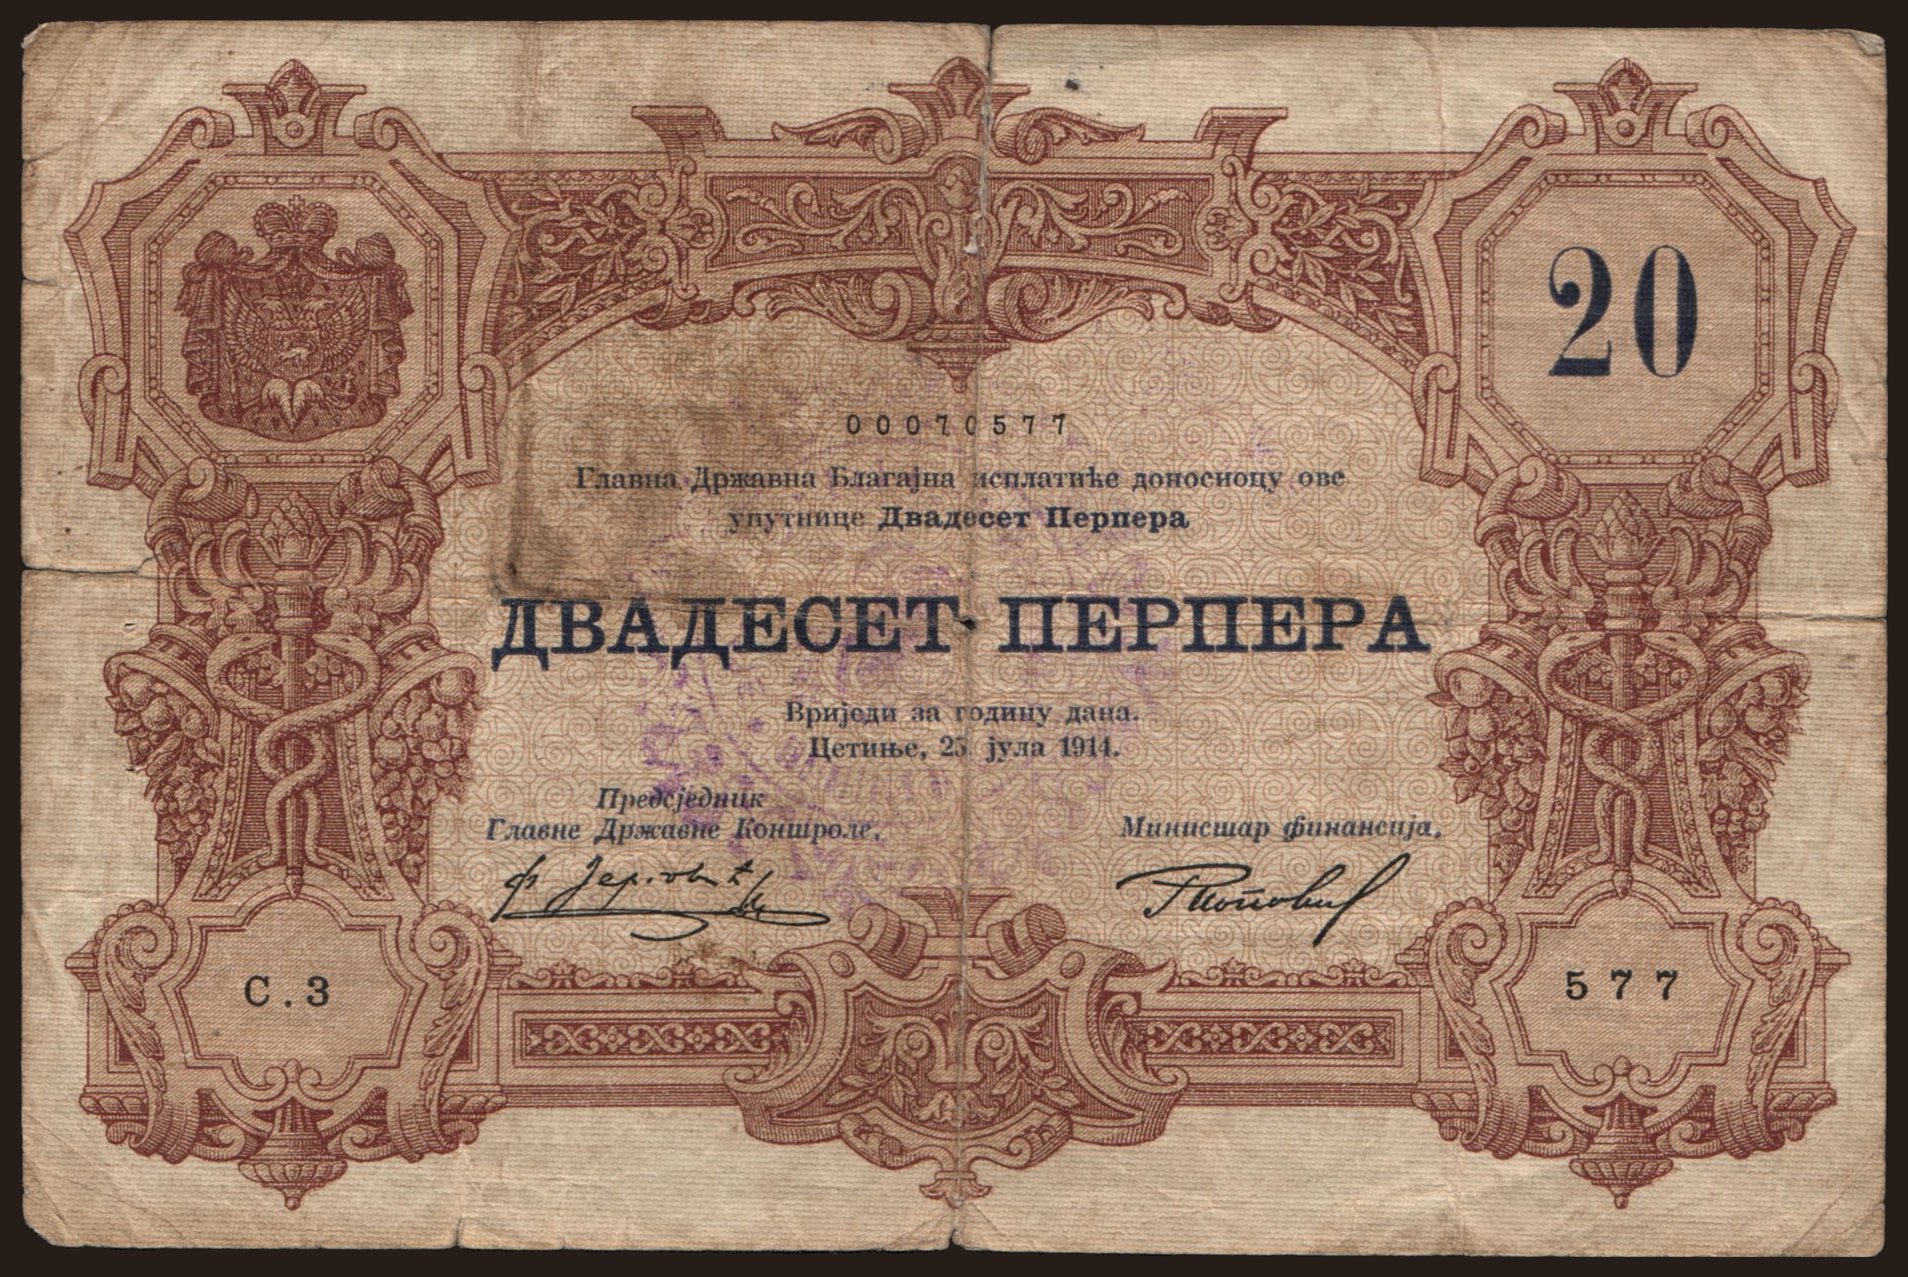 20
00070577
Главна Државна Благајна исплатиће доносиоцу ове
упутнице Двадесет Перпера
ДВАДЕСЕТ ПЕРПЕРА
Вриједи за годину дана.
Цетиње, 25 јула 1914.
Предсједник
Главне Државне Контроле,
Министар финансија,
С.3
577